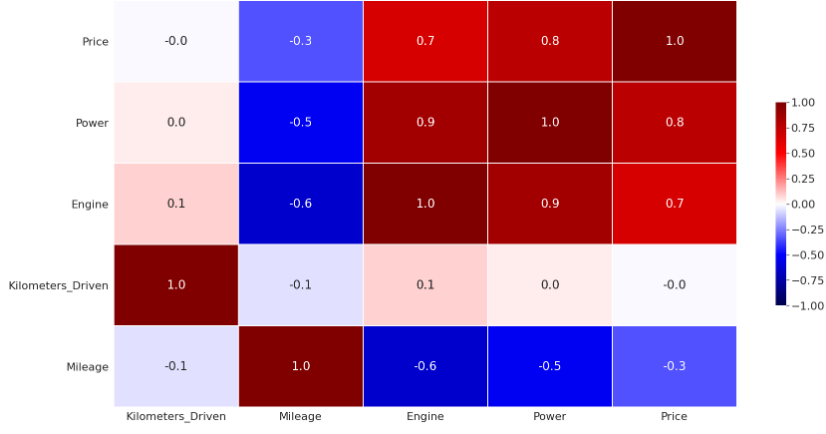 Price -0.0 -0.3 0.7 0.8 1.0
Power 0.0 -0.5 0.9 1.0 0.8
Engine 0.1 -0.6 1.0 0.9 0.7
Kilometers_Driven 1.0 -0.1 0.1 0.0 -0.0
Mileage -0.1 1.0 -0.6 -0.5 -0.3
Kilometers_Driven Mileage Engine Power Price
1.00
0.75
0.50
0.25
0.00
−0.25
−0.50
−0.75
−1.00